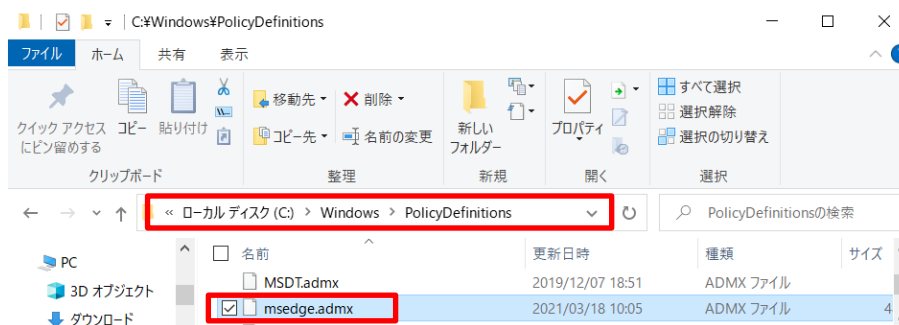 C:¥Windows¥PolicyDefinitions
ファイル ホーム 共有 表示
クイック アクセス
にピン留めする
コピー
貼り付け
移動先
コピー先
削除
名前の変更
新しい
フォルダー
プロパティ
すべて選択
選択解除
選択の切り替え
クリップボード 整理 新規 開く 選択
« ローカル ディスク (C:) > Windows > PolicyDefinitions
PolicyDefinitionsの検索
PC
3D オブジェクト
ダウンロード
名前 更新日時 種類 サイズ
MSDT.admx 2019/12/07 18:51 ADMX ファイル
msedge.admx 2021/03/18 10:05 ADMX ファイル 4